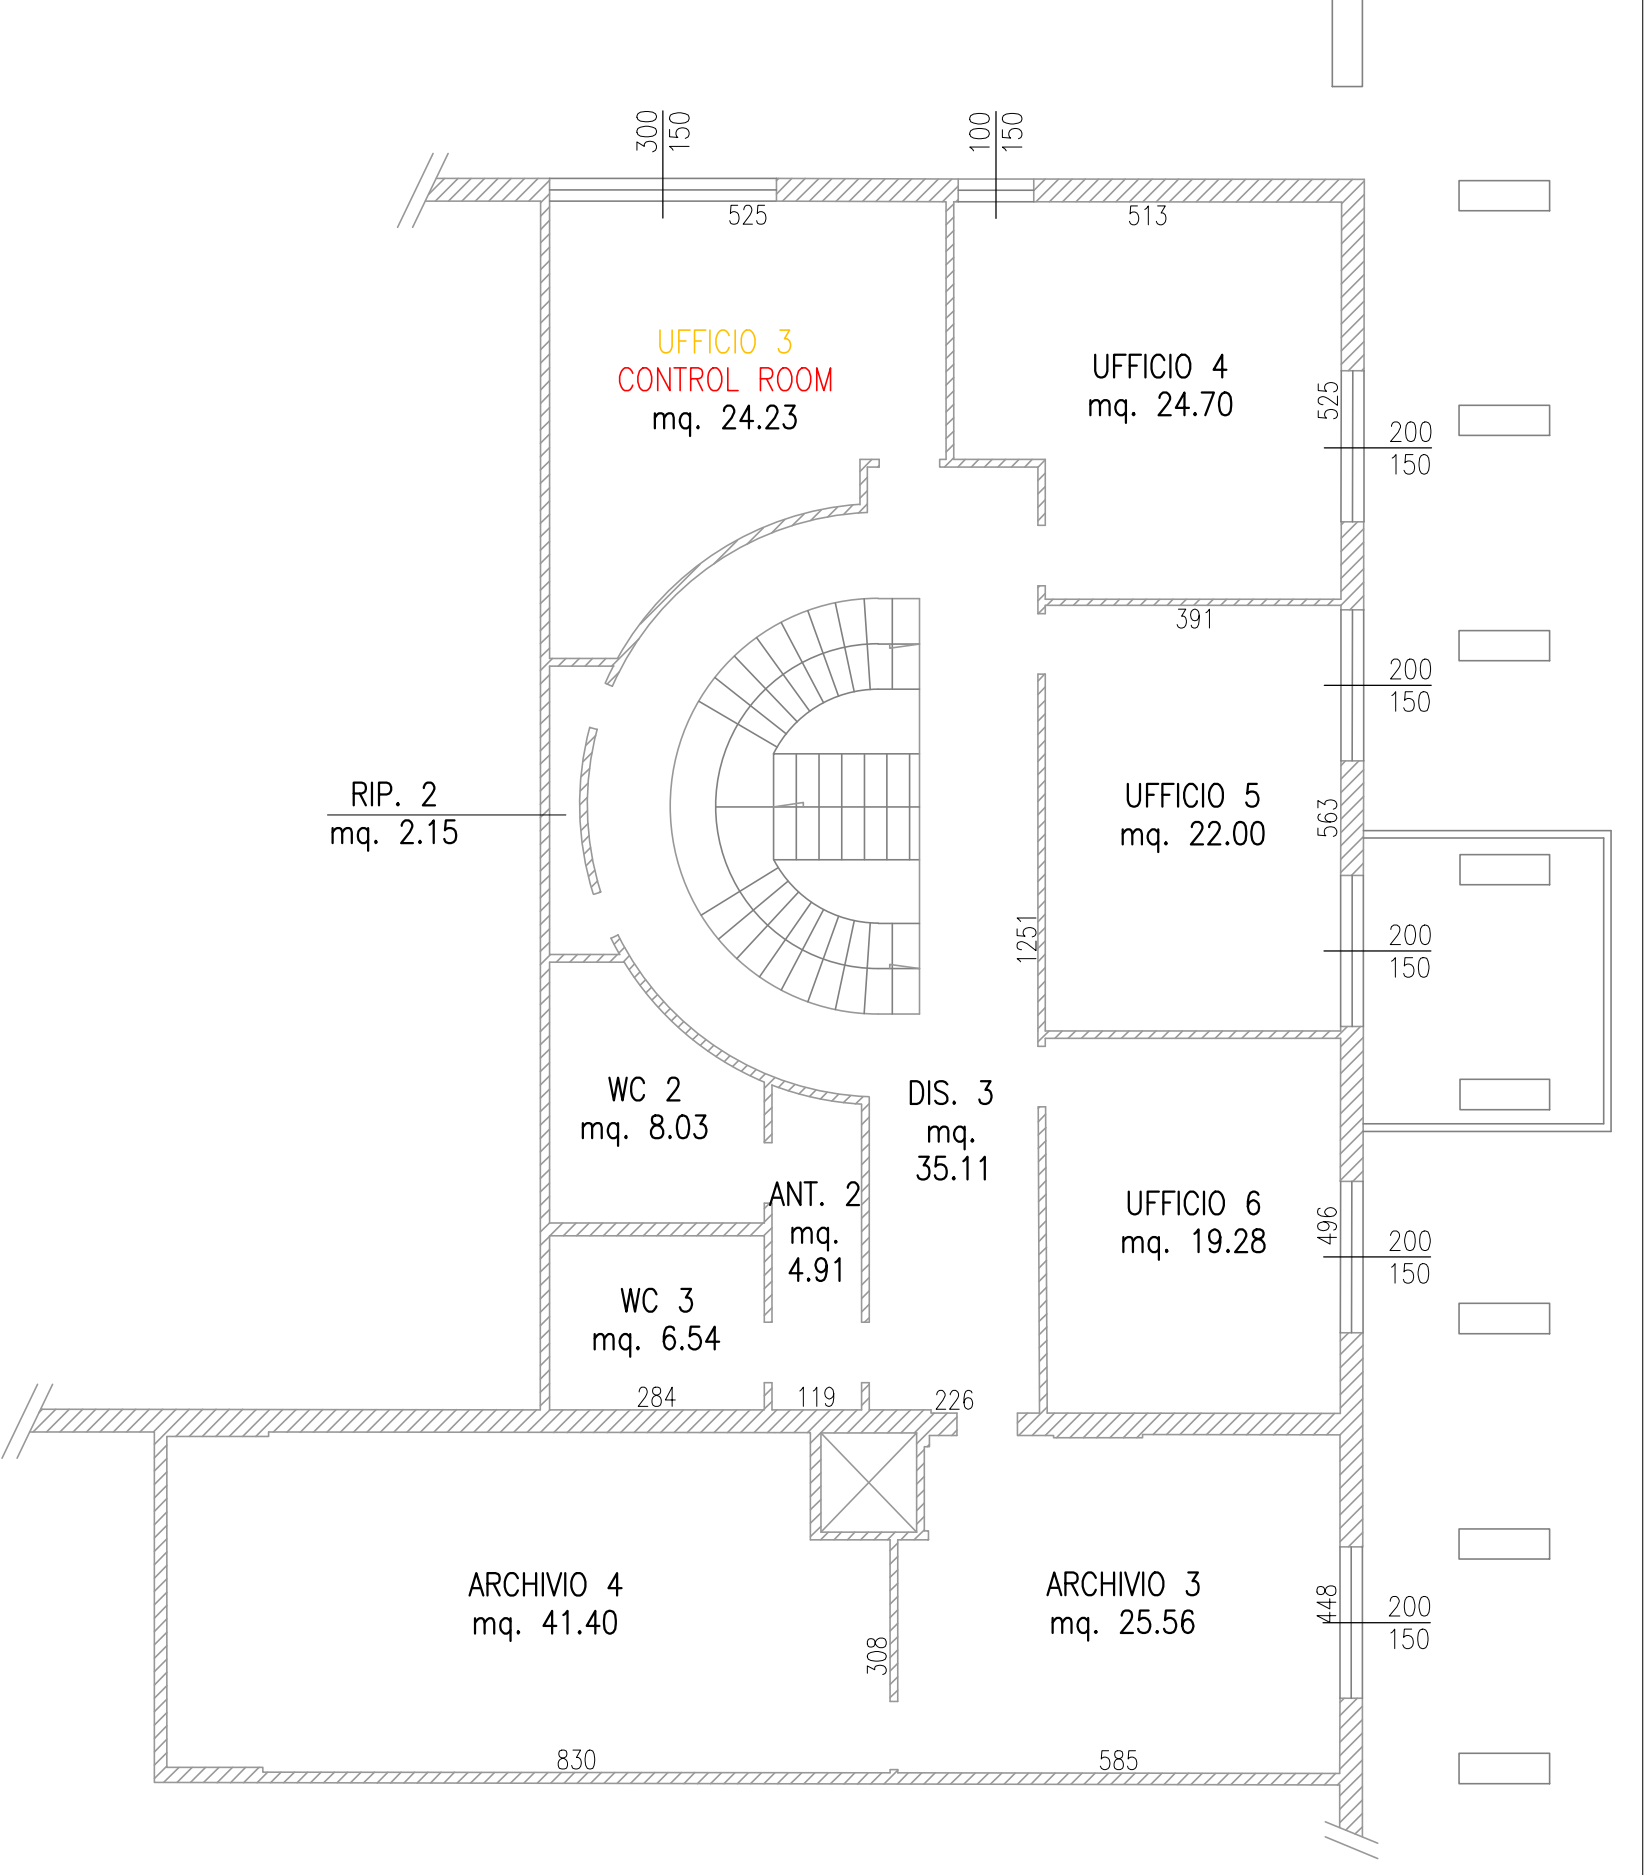 300
150
100
150
525
513
UFFICIO 3
CONTROL ROOM
mq. 24.23
UFFICIO 4
mq. 24.70
525
200
150
391
200
150
RIP. 2
mq. 2.15
UFFICIO 5
mq. 22.00
563
1251
200
150
WC 2
mq. 8.03
DIS. 3
mq.
35.11
ANT. 2
mq.
4.91
UFFICIO 6
mq. 19.28
496
200
150
WC 3
mq. 6.54
284
119
226
ARCHIVIO 4
mq. 41.40
ARCHIVIO 3
mq. 25.56
448
200
150
308
830
585